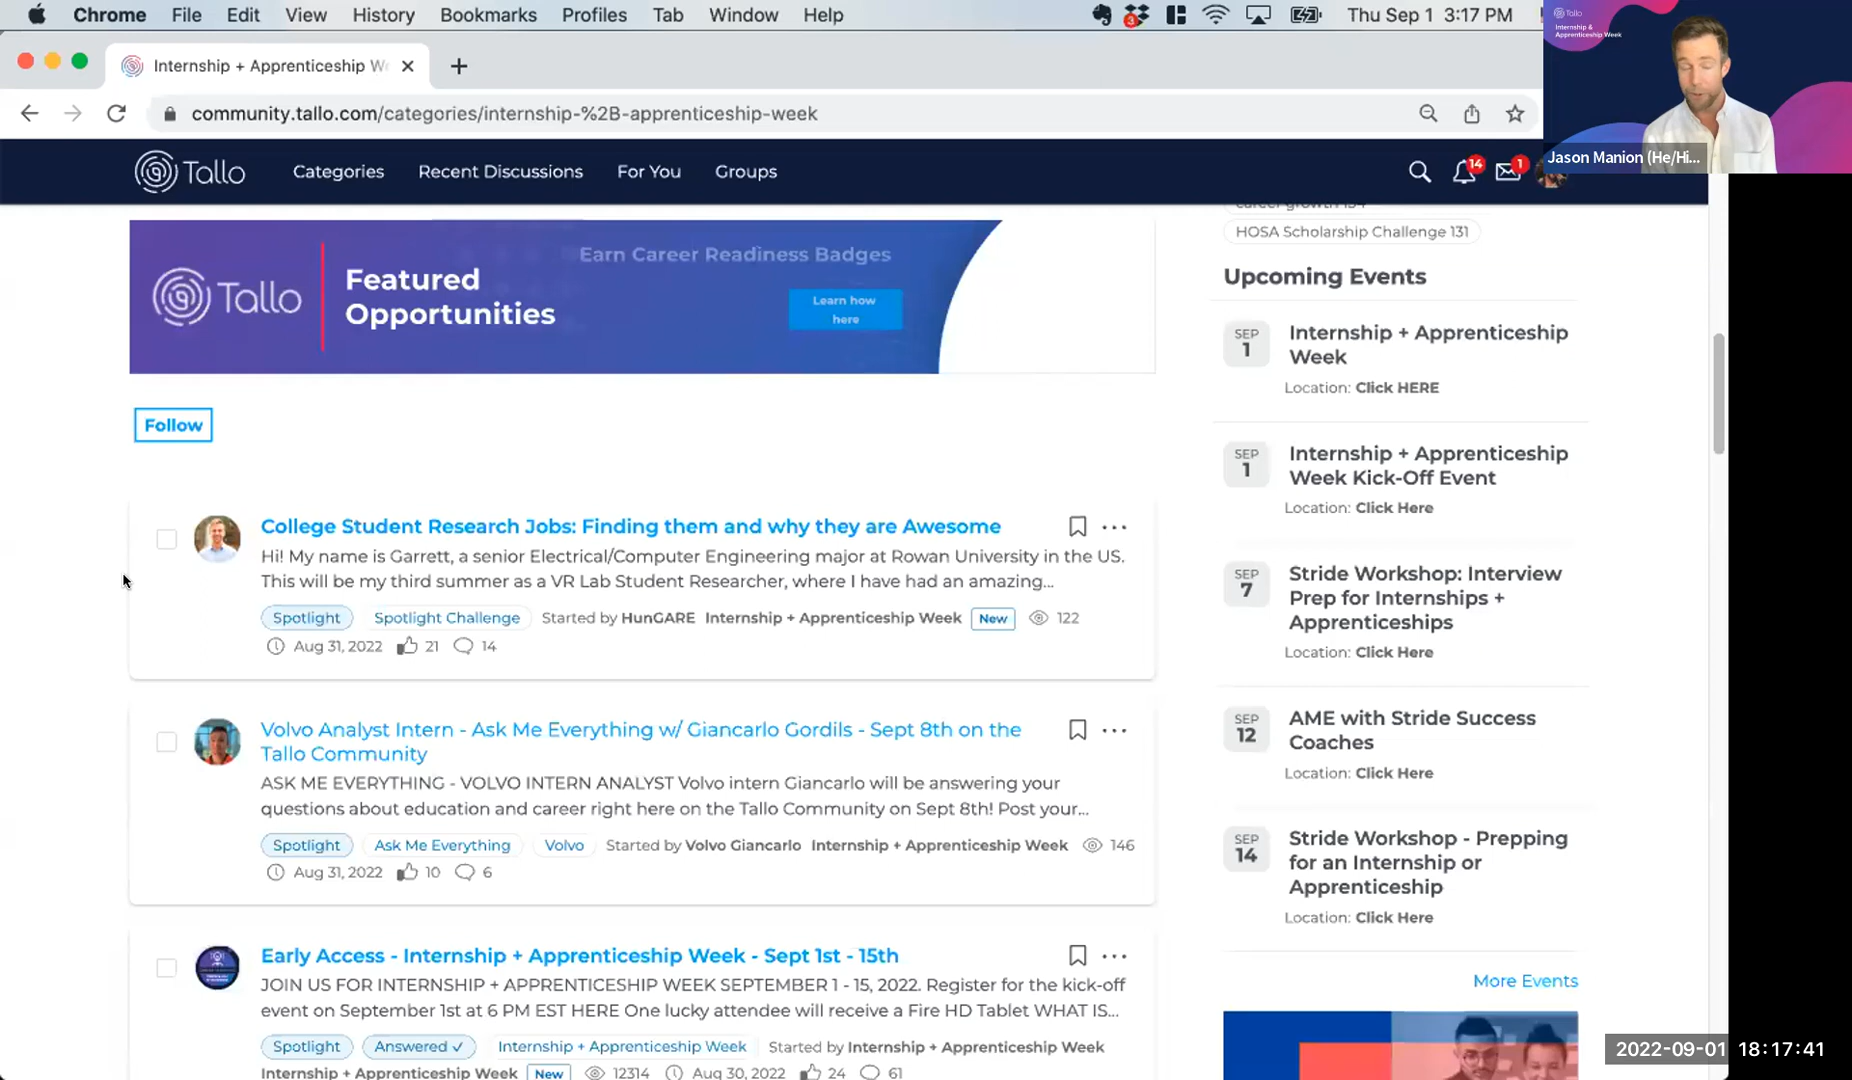 Chrome File Edit View History Bookmarks Profiles Tab Window Help
3
Thu Sep 1 3:17 PM
Tallo
Internship &
Apprenticeship Week
Internship + Apprenticeship We
community.tallo.com/categories/internship-%2B-apprenticeship-week
Jason Manion (He/Hi...
Tallo Categories Recent Discussions For You Groups
14
1
career growth 134
HOSA Scholarship Challenge 131
Tallo
Featured
Opportunities
Earn Career Readiness Badges
Learn how
here
Follow
College Student Research Jobs: Finding them and why they are Awesome
Hi! My name is Garrett, a senior Electrical/Computer Engineering major at Rowan University in the US.
This will be my third summer as a VR Lab Student Researcher, where I have had an amazing...
Spotlight Spotlight Challenge Started by HunGARE Internship + Apprenticeship Week New 122
Aug 31, 2022 21 14
Volvo Analyst Intern - Ask Me Everything w/ Giancarlo Gordils - Sept 8th on the
Tallo Community
ASK ME EVERYTHING - VOLVO INTERN ANALYST Volvo intern Giancarlo will be answering your
questions about education and career right here on the Tallo Community on Sept 8th! Post your...
Spotlight Ask Me Everything Volvo Started by Volvo Giancarlo Internship + Apprenticeship Week 146
Aug 31, 2022 10 6
Early Access - Internship + Apprenticeship Week - Sept 1st - 15th
JOIN US FOR INTERNSHIP + APPRENTICESHIP WEEK SEPTEMBER 1 - 15, 2022. Register for the kick-off
event on September 1st at 6 PM EST HERE One lucky attendee will receive a Fire HD Tablet WHAT IS...
Spotlight Answered ✓ Internship + Apprenticeship Week Started by Internship + Apprenticeship Week
Internship + Apprenticeship Week New 12314 Aug 30, 2022 24 61
Upcoming Events
SEP
1
Internship + Apprenticeship
Week
Location: Click HERE
SEP
1
Internship + Apprenticeship
Week Kick-Off Event
Location: Click Here
SEP
7
Stride Workshop: Interview
Prep for Internships +
Apprenticeships
Location: Click Here
SEP
12
AME with Stride Success
Coaches
Location: Click Here
SEP
14
Stride Workshop - Prepping
for an Internship or
Apprenticeship
Location: Click Here
More Events
2022-09-01 18:17:41